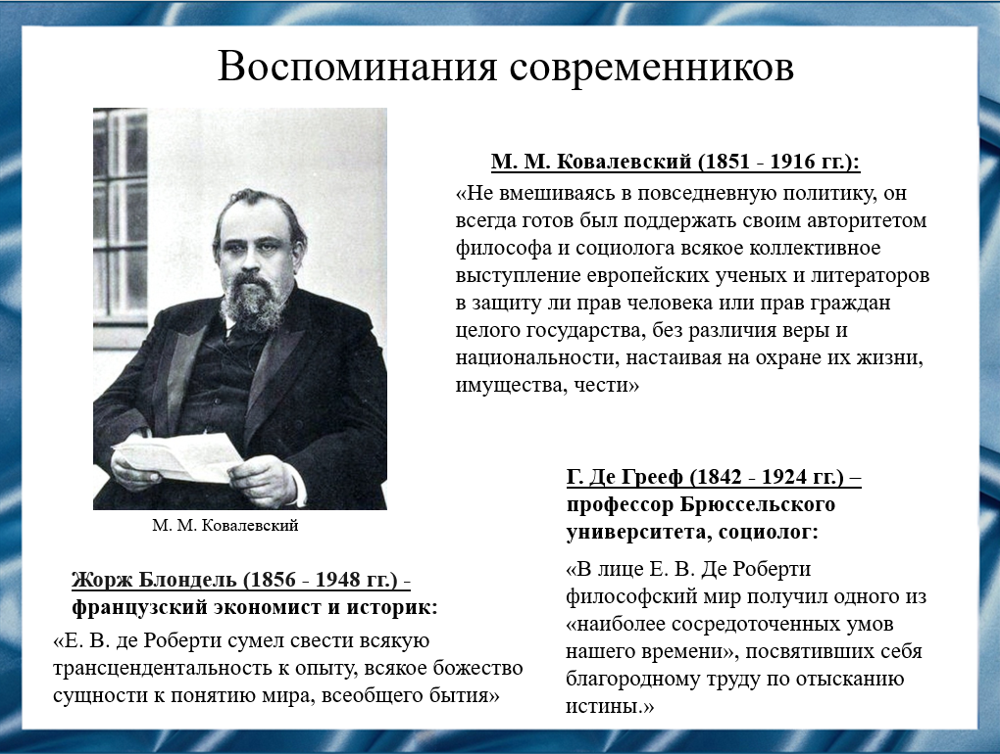 Воспоминания современников
М. М. Ковалевский (1851 - 1916 гг.):
«Не вмешиваясь в повседневную политику, он
всегда готов был поддержать своим авторитетом
философа и социолога всякое коллективное
выступление европейских ученых и литераторов
в защиту ли прав человека или прав граждан
целого государства, без различия веры и
национальности, настаивая на охране их жизни,
имущества, чести»
М. М. Ковалевский
Г. Де Грееф (1842 - 1924 гг.) –
профессор Брюссельского
университета, социолог:
«В лице Е. В. Де Роберти
философский мир получил одного из
«наиболее сосредоточенных умов
нашего времени», посвятивших себя
благородному труду по отысканию
истины.»
Жорж Блондель (1856 - 1948 гг.) -
французский экономист и историк:
«Е. В. де Роберти сумел свести всякую
трансцендентальность к опыту, всякое божество
сущности к понятию мира, всеобщего бытия»